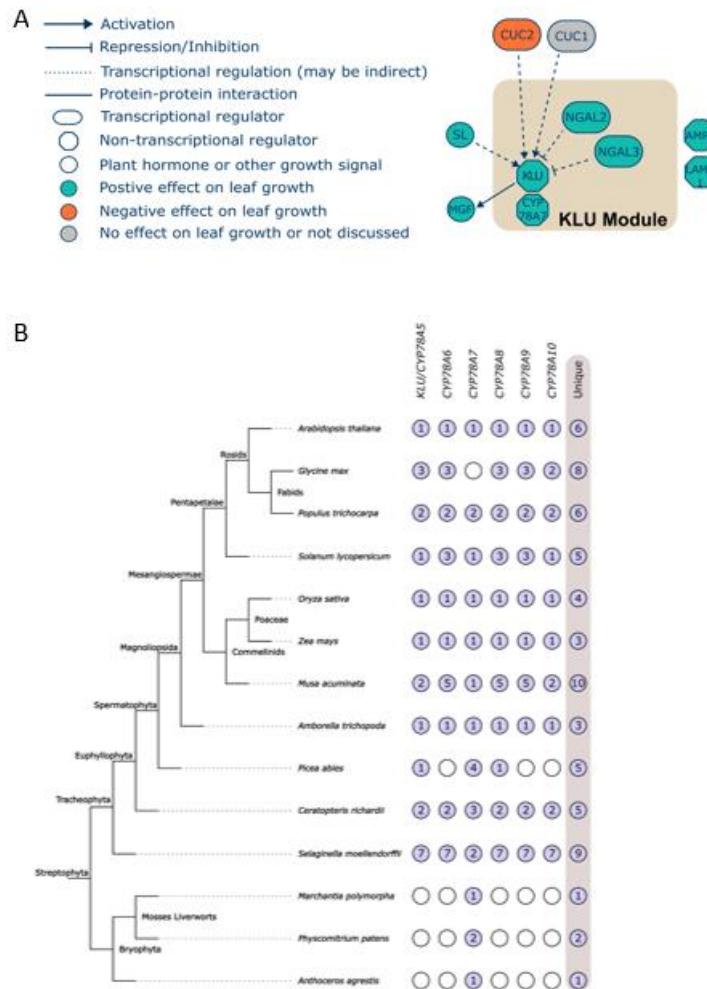 A
Activation
Repression/Inhibition
Transcriptional regulation (may be indirect)
Protein-protein interaction
Transcriptional regulator
Non-transcriptional regulator
Plant hormone or other growth signal
Postive effect on leaf growth
Negative effect on leaf growth
No effect on leaf growth or not discussed
CUC2 CUC1
NGAL2
SL
NGAL3
KLU
MGF
CYP
78A7
KLU Module
B
KLU/CYP78A5 CYP78A6 CYP78A7 CYP78A8 CYP78A9 CYP78A10 Unique
Arabidopsis thaliana 1 1 1 1 1 1 6
Rosids
Glycine max 3 3 3 3 2 8
Fabids
Pentapetalae
Populus trichocarpa 2 2 2 2 2 2 6
Solanum lycopersicum 1 3 1 3 3 1 5
Mesangiospermae
Oryza sativa 1 1 1 1 1 1 4
Poaceae
Zea mays 1 1 1 1 1 1 3
Magnoliopsida
Commelinids
Musa acuminata 2 5 1 5 5 2 10
Spermatophyta
Amborella trichopoda 1 1 1 1 1 1 3
Euphyllophyta
Picea abies 1 4 1 5
Tracheophyta
Ceratopteris richardii 2 2 3 2 2 2 5
Selaginella moellendorffii 7 7 2 7 7 7 9
Streptophyta
Marchantia polymorpha 1 1
Mosses Liverworts
Physcomitrium patens 2 2
Bryophyta
Anthoceros agrestis 1 1